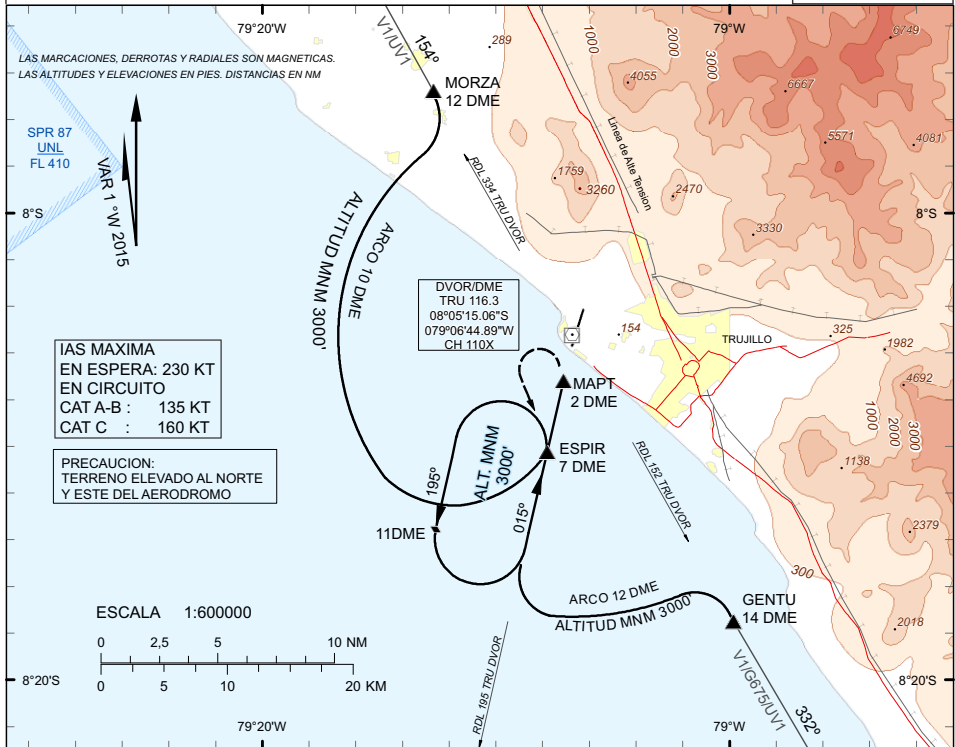 79°20'W
79°W
V1/UV1
154°
289
1000
2000
3000
6749
LAS MARCACIONES, DERROTAS Y RADIALES SON MAGNETICAS.
LAS ALTITUDES Y ELEVACIONES EN PIES. DISTANCIAS EN NM
MORZA
12 DME
4055
6667
SPR 87
UNL
FL 410
VAR 1 °W 2015
Linea de Alte Tension
5571
4081
RDL 334 TRU DVOR
1759
3260
2470
8°S
8°S
3330
ARCO 10 DME
ALTITUD MNM 3000'
DVOR/DME
TRU 116.3
08°05'15.06"S
079°06'44.89"W
CH 110X
154
TRUJILLO
325
1982
IAS MAXIMA
EN ESPERA: 230 KT
EN CIRCUITO
CAT A-B : 135 KT
CAT C : 160 KT
MAPT
2 DME
4692
1000
2000
3000
ESPIR
7 DME
ALT. MNM
3000'
195º
015º
PRECAUCION:
TERRENO ELEVADO AL NORTE
Y ESTE DEL AERODROMO
RDL 152 TRU DVOR
1138
11DME
2379
300
ARCO 12 DME
ALTITUD MNM 3000'
GENTU
14 DME
2018
ESCALA 1:600000
0 2,5 5 10 NM
0 5 10 20 KM
RDL 195 TRU DVOR
V1/G675/UV1
332º
8°20'S
8°20'S
79°20'W
79°W